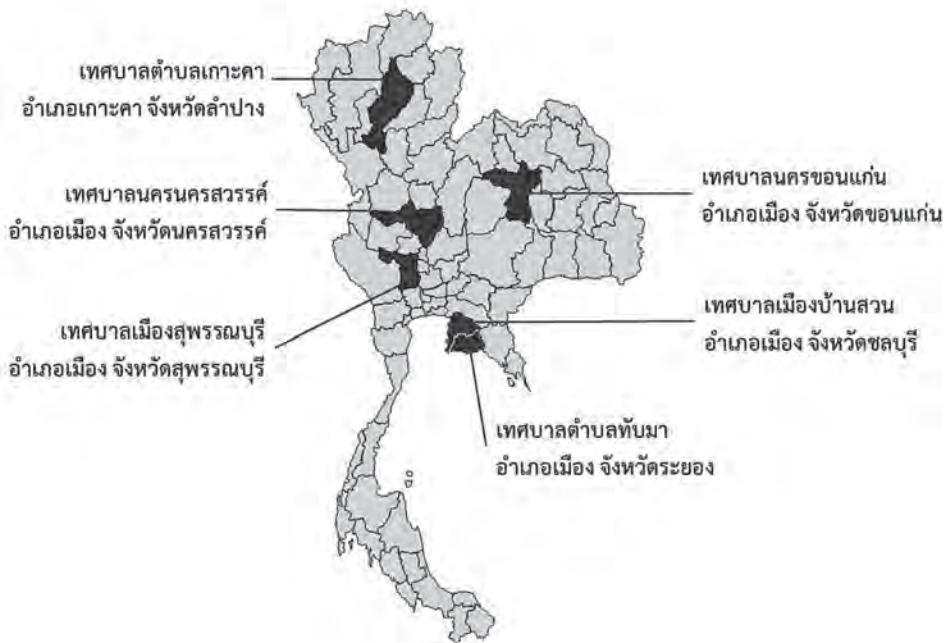 เทศบาลตำบลเกาะคา
อำเภอเกาะคา จังหวัดลำปาง
เทศบาลนครนครสวรรค์
อำเภอเมือง จังหวัดนครสวรรค์
เทศบาลเมืองสุพรรณบุรี
อำเภอเมือง จังหวัดสุพรรณบุรี
เทศบาลนครขอนแก่น
อำเภอเมือง จังหวัดขอนแก่น
เทศบาลเมืองบ้านสวน
อำเภอเมือง จังหวัดชลบุรี
เทศบาลตำบลทับมา
อำเภอเมือง จังหวัดระยอง